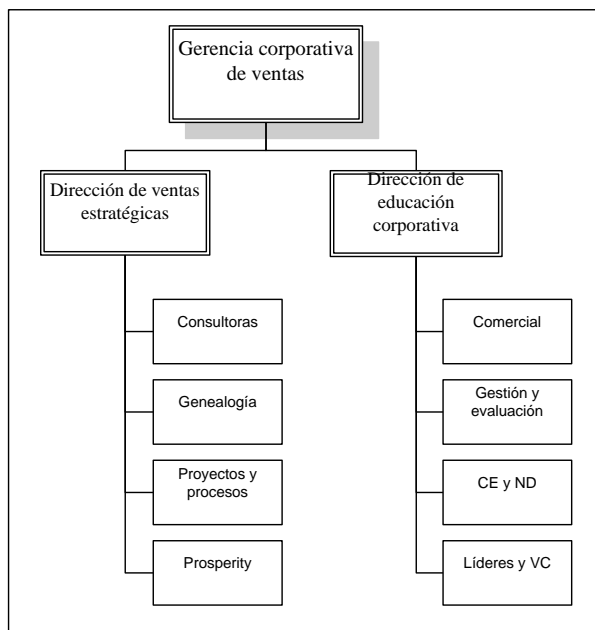 Gerencia corporativa
de ventas
Dirección de ventas
estratégicas
Dirección de
educación
corporativa
Consultoras
Genealogía
Proyectos y
procesos
Prosperity
Comercial
Gestión y
evaluación
CE y ND
Líderes y VC